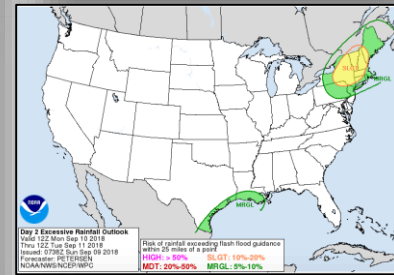 SLGT
MRGL
MRGL
NOAA
Day 2 Excessive Rainfall Outlook
Valid 12Z Mon Sep 10 2018
Thru 12Z Tue Sep 11 2018
Issued: 0738Z Sun Sep 09 2018
Forecaster: PETERSEN
NOAA/NWS/NCEP/WPC
Risk of rainfall exceeding flash flood guidance
within 25 miles of a point
HIGH: > 50% SLGT: 10%-20%
MDT: 20%-50% MRGL: 5%-10%